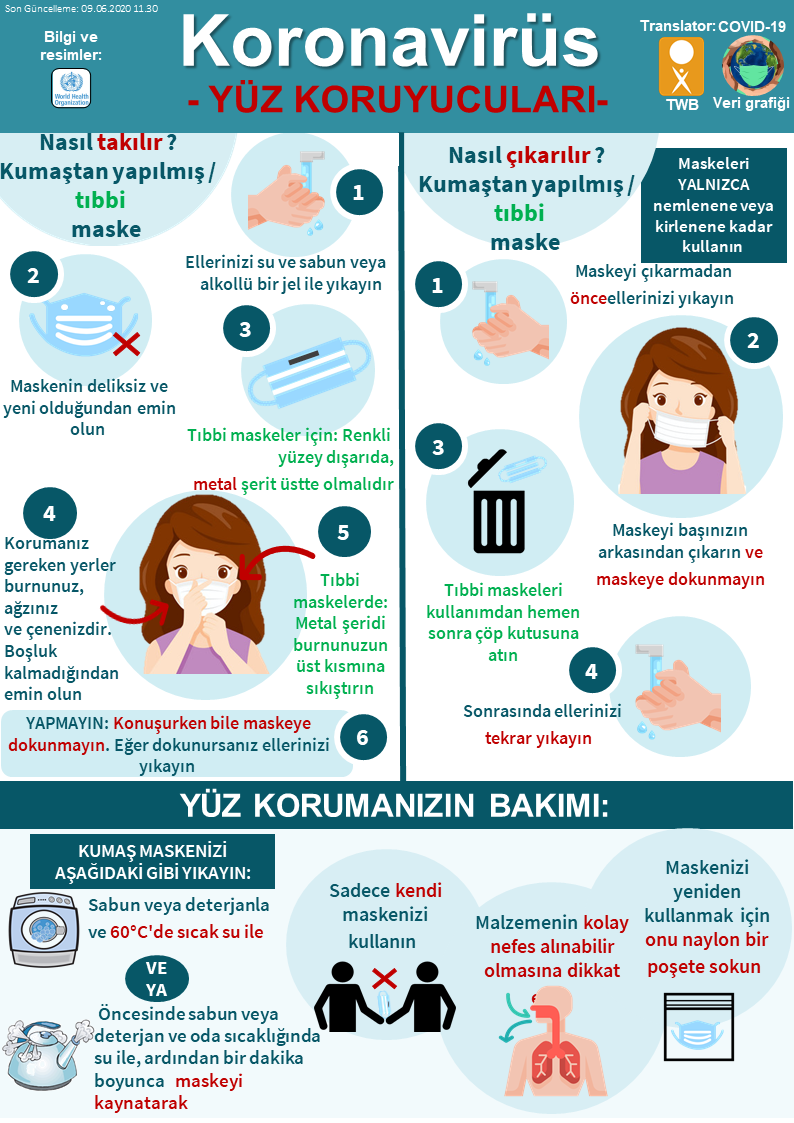 Son Güncelleme: 09.06.2020 11.30
Bilgi ve
resimler:
World Health
Organization
Koronavirüs
- YÜZ KORUYUCULARI-
Translator:
TWB
COVID-19
Veri grafiği
Nasıl takılır ?
Kumaştan yapılmış /
tıbbi
maske
1
Ellerinizi su ve sabun veya
alkollü bir jel ile yıkayın
2
Maskenin deliksiz ve
yeni olduğundan emin
olun
3
Tıbbi maskeler için: Renkli
yüzey dışarıda,
metal şerit üstte olmalıdır
4
Korumanız
gereken yerler
burnunuz,
ağzınız
ve çenenizdir.
Boşluk
kalmadığından
emin olun
5
Tıbbi
maskelerde:
Metal şeridi
burnunuzun
üst kısmına
sıkıştırın
YAPMAYIN: Konuşurken bile maskeye
dokunmayın. Eğer dokunursanız ellerinizi
yıkayın
6
Nasıl çıkarılır ?
Kumaştan yapılmış /
tıbbi
maske
Maskeleri
YALNIZCA
nemlenene veya
kirlenene kadar
kullanın
1
Maskeyi çıkarmadan
önceellerinizi yıkayın
2
Maskeyi başınızın
arkasından çıkarın ve
maskeye dokunmayın
3
Tıbbi maskeleri
kullanımdan hemen
sonra çöp kutusuna
atın
4
Sonrasında ellerinizi
tekrar yıkayın
YÜZ KORUMANIZIN BAKIMI:
KUMAŞ MASKENİZİ
AŞAĞIDAKİ GİBİ YIKAYIN:
Sabun veya deterjanla
ve 60°C'de sıcak su ile
VE
YA
Öncesinde sabun veya
deterjan ve oda sıcaklığında
su ile, ardından bir dakika
boyunca maskeyi
kaynatarak
Sadece kendi
maskenizi
kullanın
Malzemenin kolay
nefes alınabilir
olmasına dikkat
Maskenizi
yeniden
kullanmak için
onu naylon bir
poşete sokun